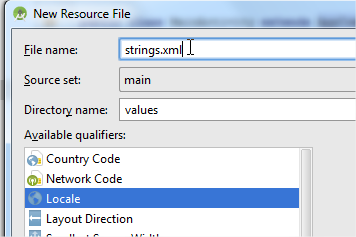 New Resource File
File name: strings.xml
Source set: main
Directory name: values
Available qualifiers:
Country Code
Network Code
Locale
Layout Direction